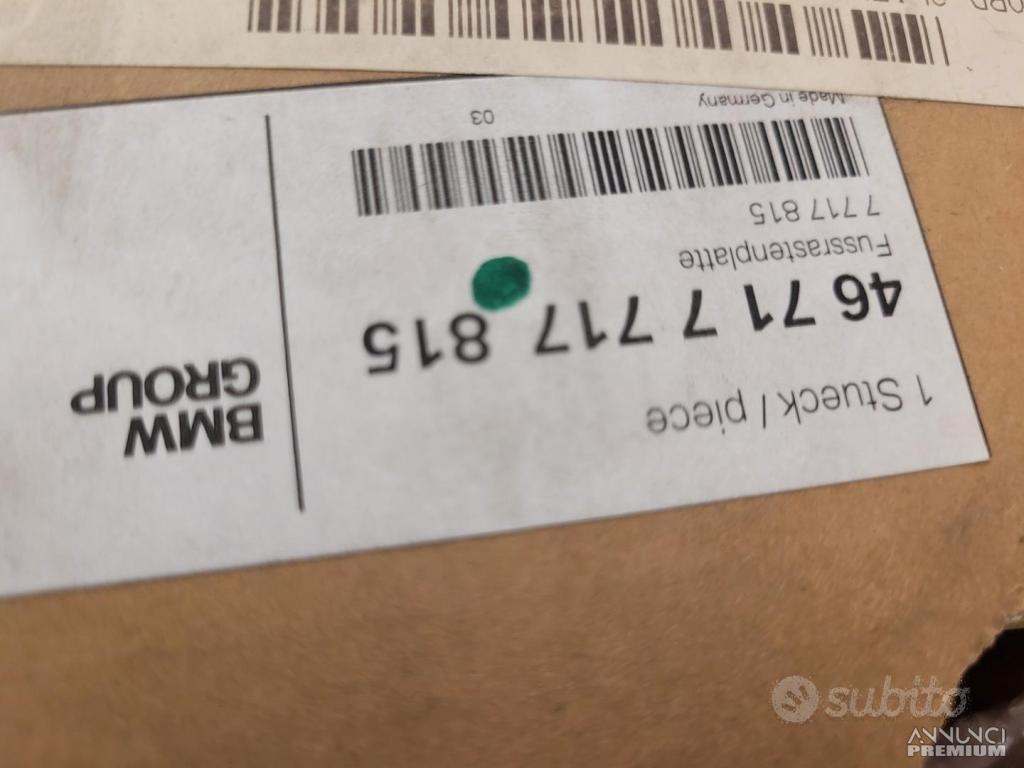 1 Stueck / piece
46 71 7 717 815
Fussrastenplatte
7 717 815
03
Made in Germany
BMW
GROUP
subito
ANNUNCI
PREMIUM